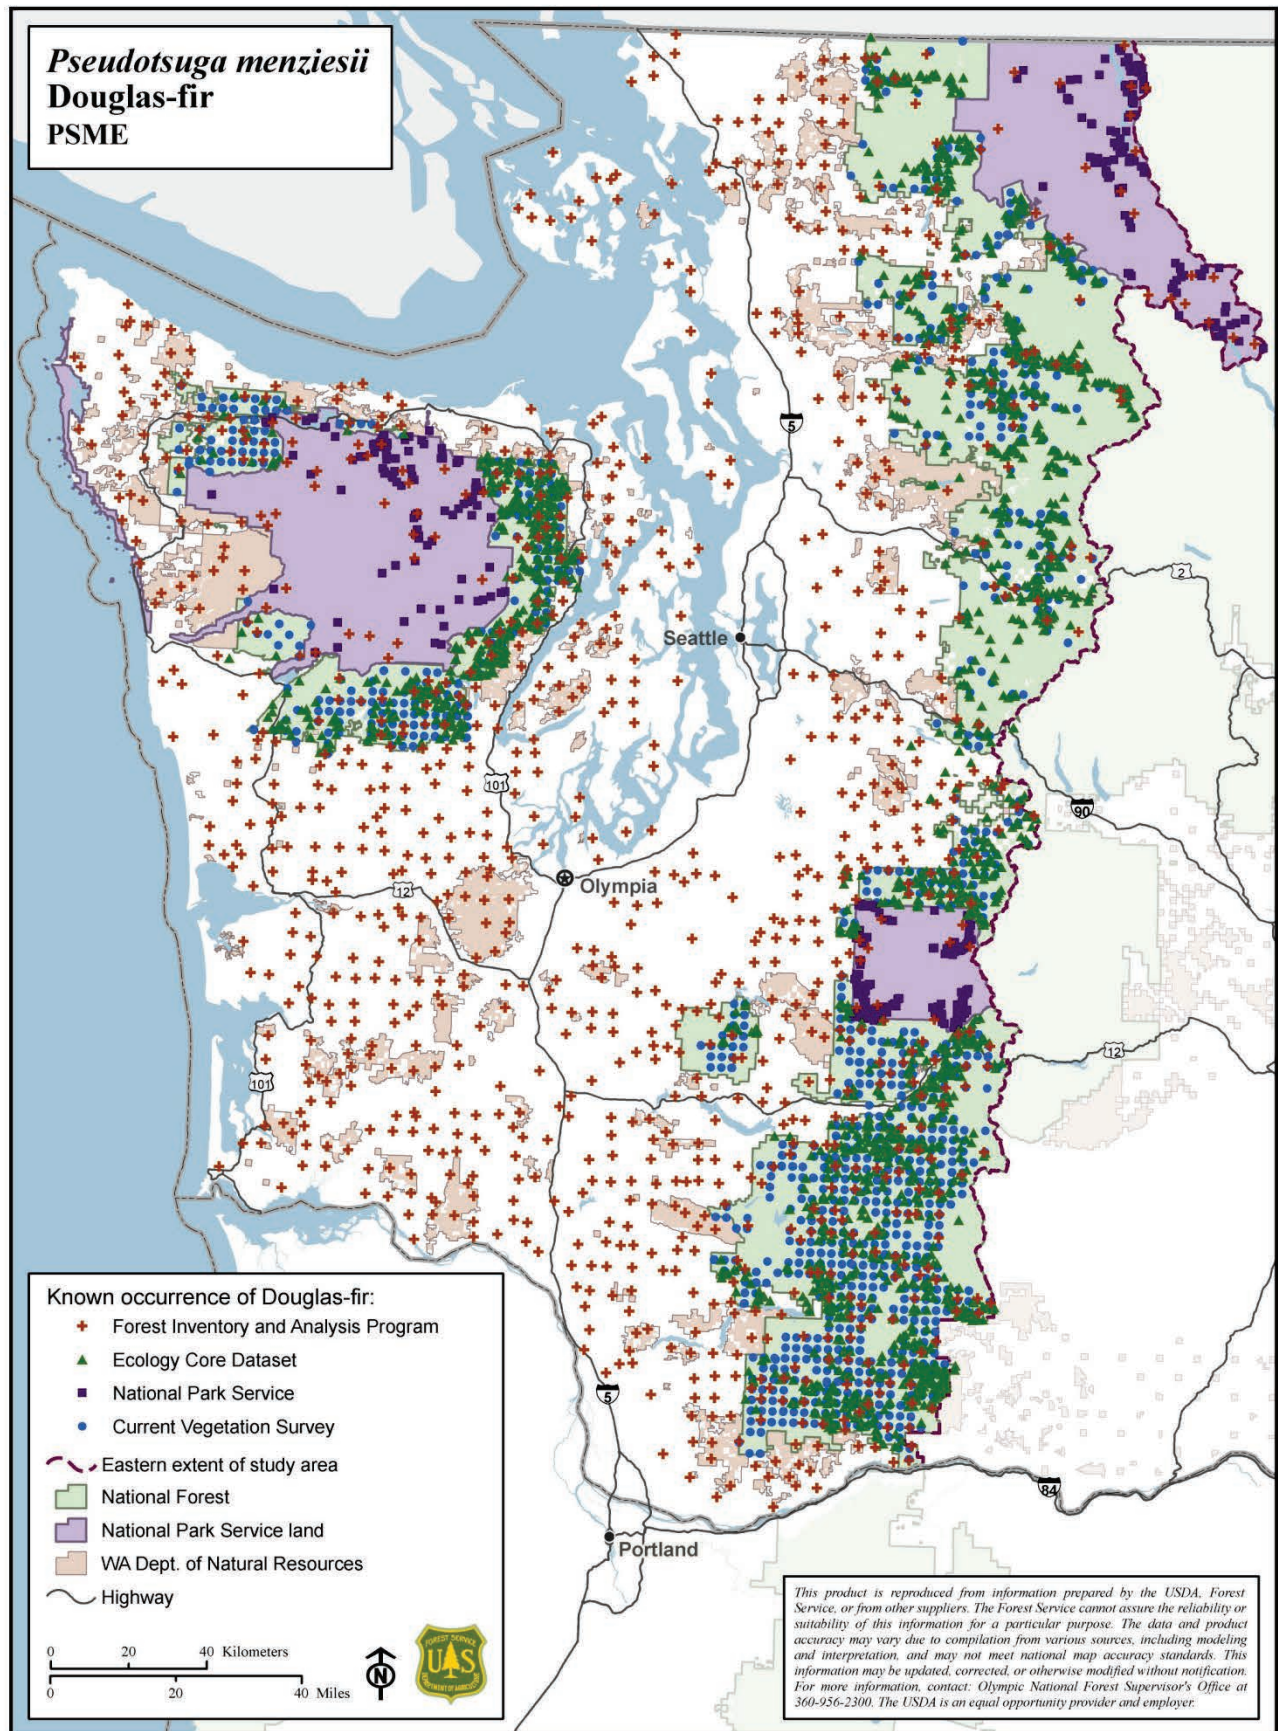 Pseudotsuga menziesii
Douglas-fir
PSME
5
2
Seattle
101
90
12
Olympia
101
12
5
84
Portland
Known occurrence of Douglas-fir:
Forest Inventory and Analysis Program
Ecology Core Dataset
National Park Service
Current Vegetation Survey
Eastern extent of study area
National Forest
National Park Service land
WA Dept. of Natural Resources
Highway
0 20 40 Kilometers
0 20 40 Miles
N
FOREST SERVICE
U S
DEPARTMENT OF AGRICULTURE
This product is reproduced from information prepared by the USDA, Forest
Service, or from other suppliers. The Forest Service cannot assure the reliability or
suitability of this information for a particular purpose. The data and product
accuracy may vary due to compilation from various sources, including modeling
and interpretation, and may not meet national map accuracy standards. This
information may be updated, corrected, or otherwise modified without notification.
For more information, contact: Olympic National Forest Supervisor's Office at
360-956-2300. The USDA is an equal opportunity provider and employer.